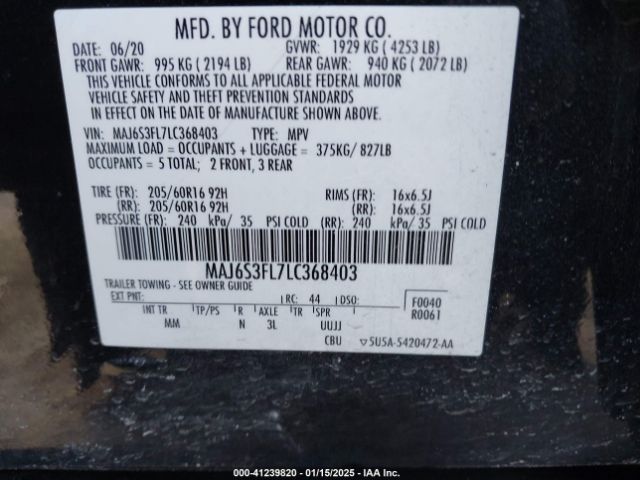 MFD. BY FORD MOTOR CO.
DATE: 06/20 GVWR: 1929 KG ( 4253 LB)
FRONT GAWR: 995 KG ( 2194 LB) REAR GAWR: 940 KG ( 2072 LB)
THIS VEHICLE CONFORMS TO ALL APPLICABLE FEDERAL MOTOR
VEHICLE SAFETY AND THEFT PREVENTION STANDARDS
IN EFFECT ON THE DATE OF MANUFACTURE SHOWN ABOVE.
VIN: MAJ6S3FL7LC368403 TYPE: MPV
MAXIMUM LOAD = OCCUPANTS + LUGGAGE = 375KG/ 827LB
OCCUPANTS = 5 TOTAL; 2 FRONT, 3 REAR
TIRE (FR): 205/60R16 92H RIMS (FR): 16x6.5J
(RR): 205/60R16 92H (RR): 16x6.5J
PRESSURE (FR): 240 kPa/ 35 PSI COLD (RR): 240 kPa/ 35 PSI COLD
MAJ6S3FL7LC368403
TRAILER TOWING - SEE OWNER GUIDE
EXT PNT: RC: 44 DSO: F0040
INT TR TP/PS R AXLE TR SPR R0061
MM N 3L UUJJ
CBU ▽5U5A-5420472-AA
000-41239820 - 01/15/2025 - IAA Inc.